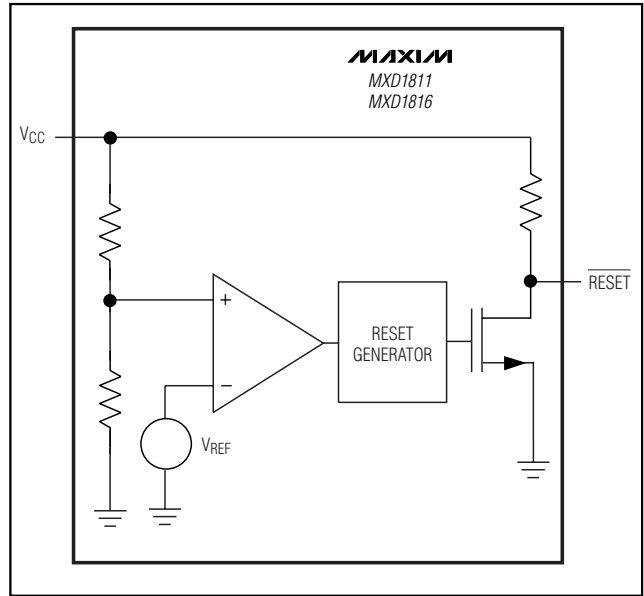 MAXIM
MXD1811
MXD1816
VCC
RESET
+
RESET
GENERATOR
−
VREF